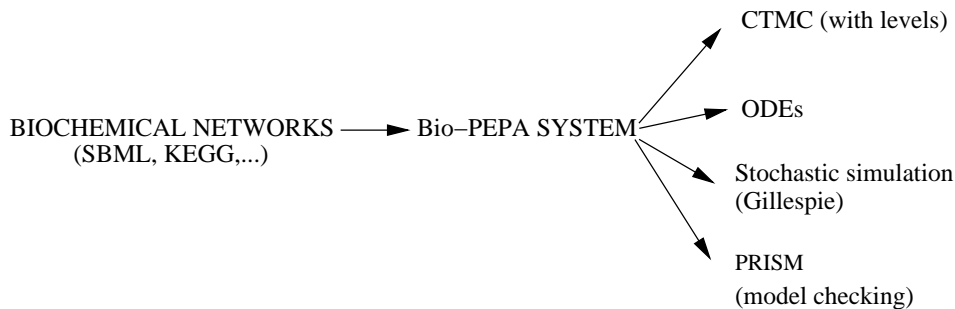 CTMC (with levels)
ODEs
BIOCHEMICAL NETWORKS
(SBML, KEGG,...)
Bio–PEPA SYSTEM
Stochastic simulation
(Gillespie)
PRISM
(model checking)